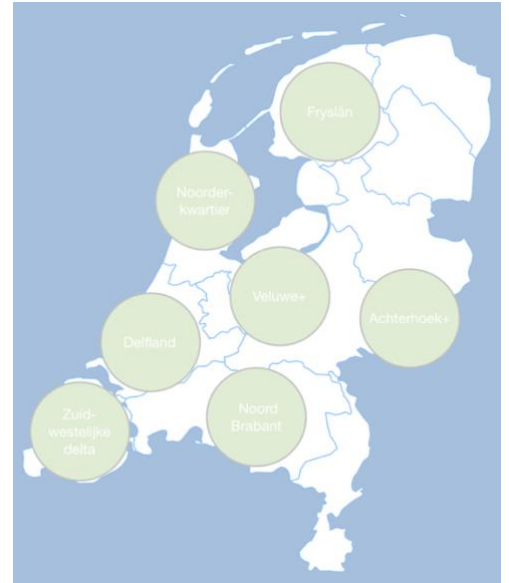 Fryslân
Noorder-
kwartier
Veluwe+
Achterhoek+
Delfland
Noord
Brabant
Zuid-
westelijke
delta